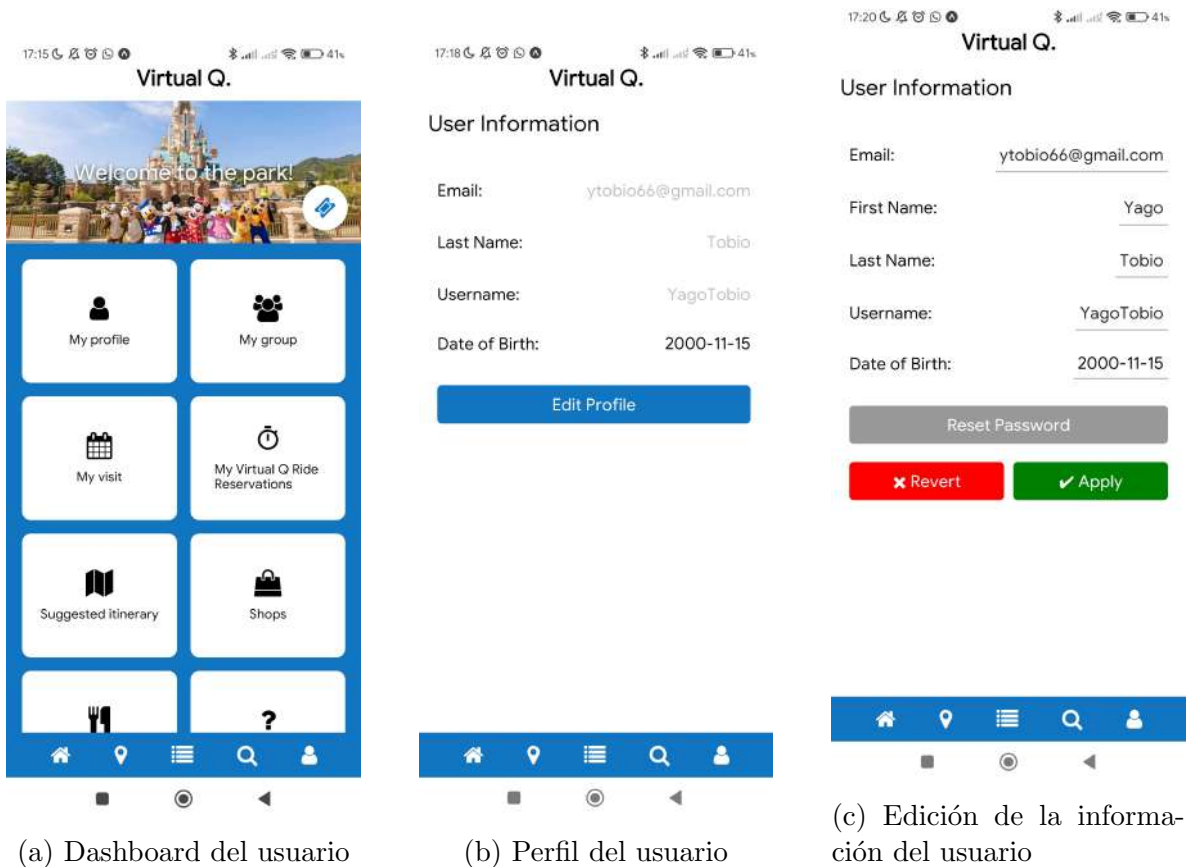 17:15
41%
Virtual Q.
Welcome to the park!
My profile
My group
My visit
My Virtual Q Ride
Reservations
Suggested itinerary
Shops
?
(a) Dashboard del usuario
17:18
41%
Virtual Q.
User Information
Email: ytobio66@gmail.com
Last Name: Tobio
Username: YagoTobio
Date of Birth: 2000-11-15
Edit Profile
(b) Perfil del usuario
17:20
41%
Virtual Q.
User Information
Email: ytobio66@gmail.com
First Name: Yago
Last Name: Tobio
Username: YagoTobio
Date of Birth: 2000-11-15
Reset Password
✖ Revert ✔ Apply
(c) Edición de la informa-
ción del usuario